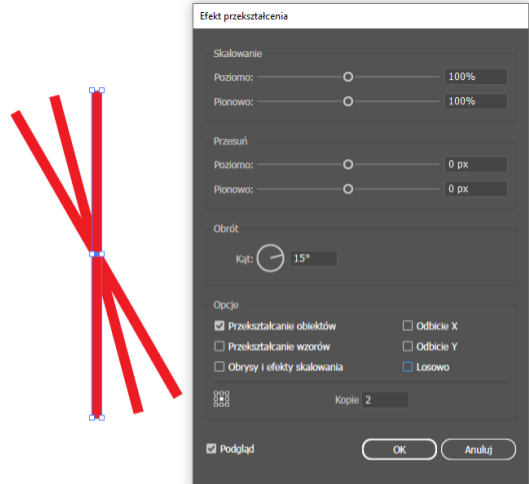 Efekt przekształcenia
Skalowanie
Poziomo: 100%
Pionowo: 100%
Przesuń
Poziomo: 0 px
Pionowo: 0 px
Obrót
Kąt: 15°
Opcje
Przekształcanie obiektów Odbicie X
Przekształcanie wzorów Odbicie Y
Obrysy i efekty skalowania Losowo
Kopie 2
Podgląd OK Anuluj